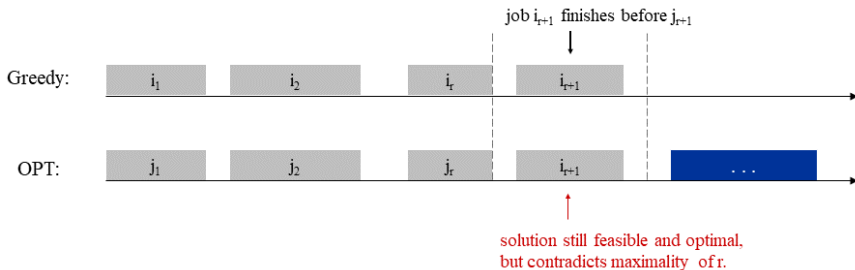 job i_{r+1} finishes before j_{r+1}
Greedy: i_1 i_2 i_r i_{r+1}
OPT: j_1 j_2 j_r i_{r+1} . . .
solution still feasible and optimal,
but contradicts maximality of r.